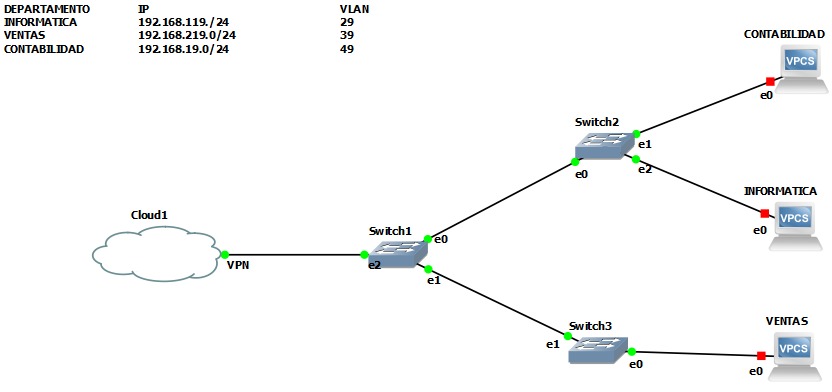 DEPARTAMENTO IP VLAN
INFORMATICA 192.168.119./24 29
VENTAS 192.168.219.0/24 39
CONTABILIDAD 192.168.19.0/24 49
CONTABILIDAD
VPCS
e0
Switch2
e1
e0
e2
INFORMATICA
VPCS
e0
Cloud1
VPN
Switch1
e0
e2
e1
Switch3
e1
e0
VENTAS
VPCS
e0